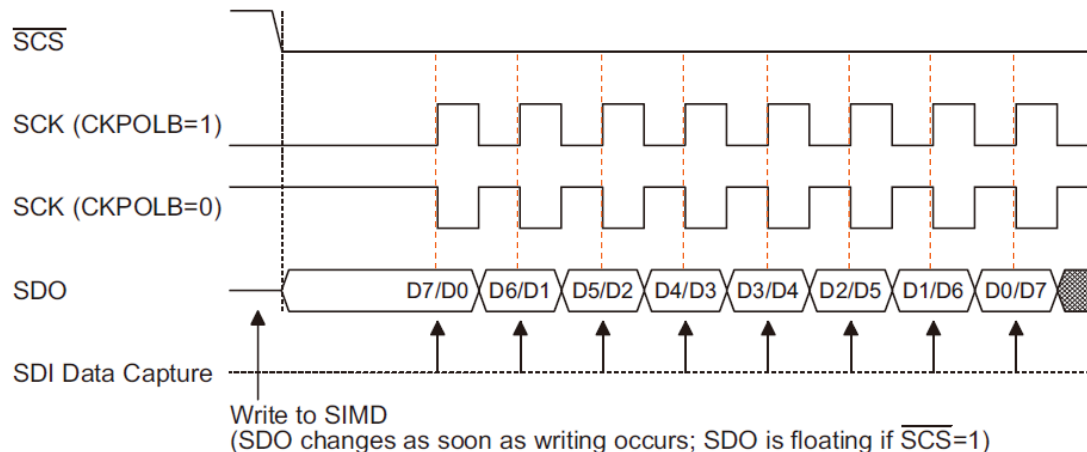 SCS
SCK (CKPOLB=1)
SCK (CKPOLB=0)
SDO
D7/D0 D6/D1 D5/D2 D4/D3 D3/D4 D2/D5 D1/D6 D0/D7
SDI Data Capture
Write to SIMD
(SDO changes as soon as writing occurs; SDO is floating if SCS=1)